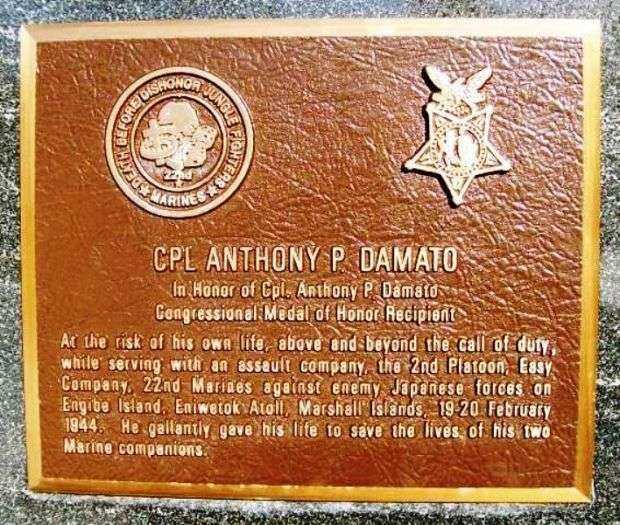 DEATH BEFORE DISHONOR JUNGLE FIGHTERS
22nd
MARINES
CPL ANTHONY P. DAMATO
In Honor of Cpl. Anthony P. Damato
Congressional Medal of Honor Recipient
At the risk of his own life, above and beyond the call of duty,
while serving with an assault company, the 2nd Platoon, Easy
Company, 22nd Marines against enemy Japanese forces on
Engibe Island, Eniwetok Atoll, Marshall Islands, 19-20 February
1944. He gallantly gave his life to save the lives of his two
Marine companions.